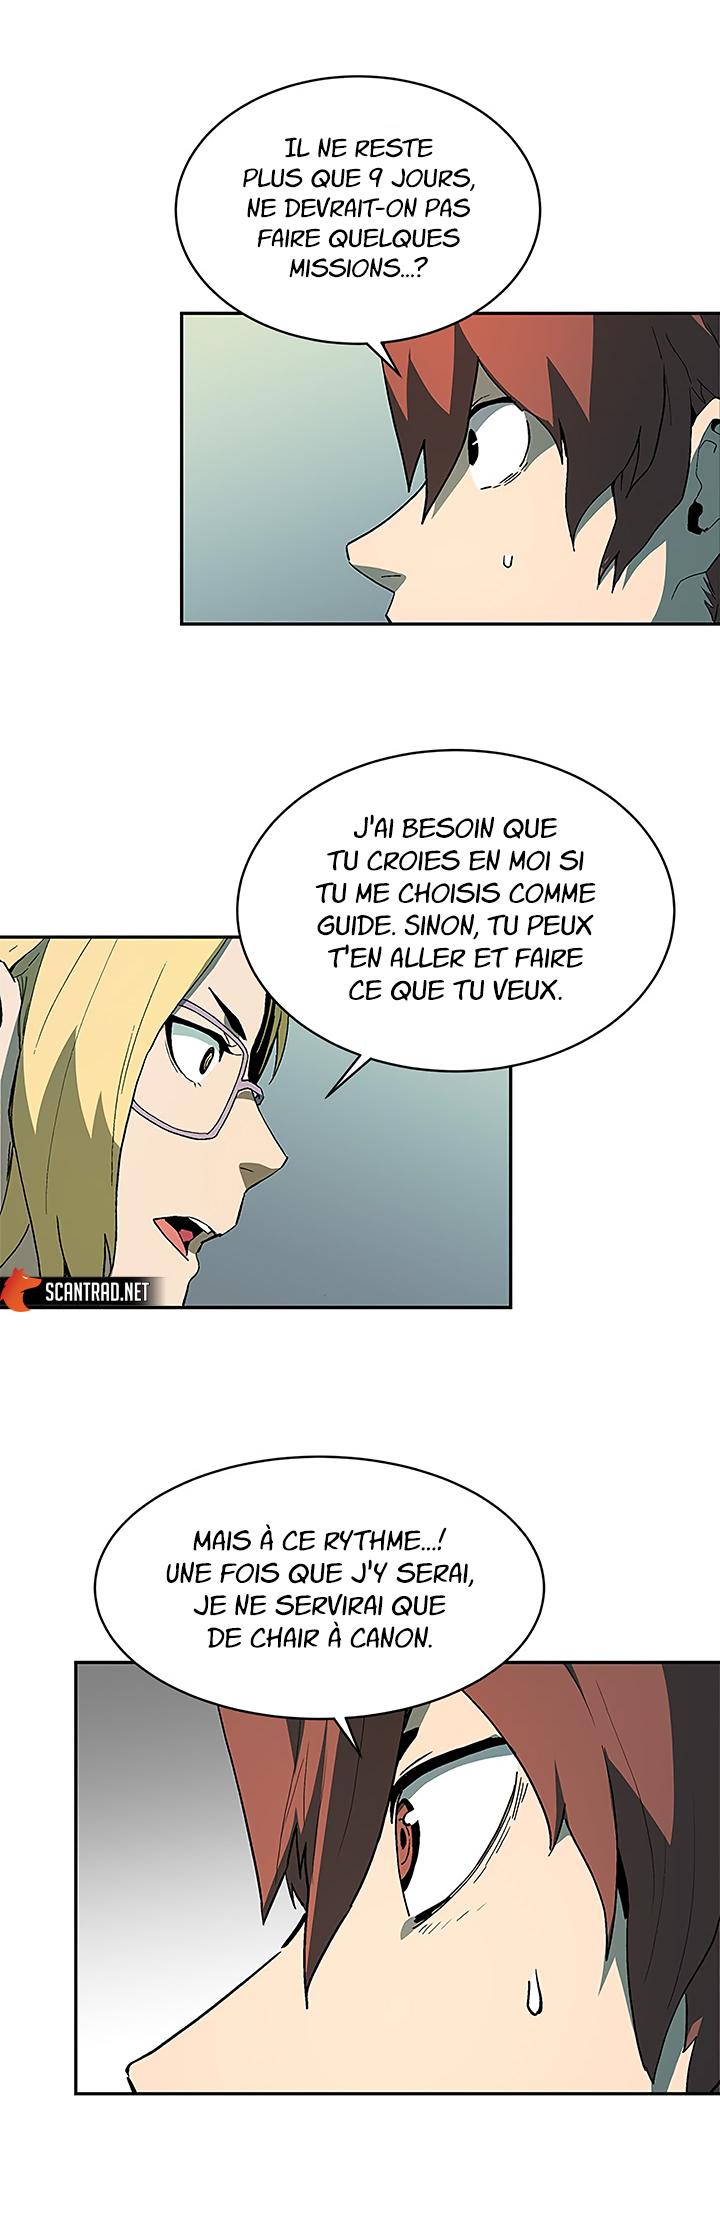 IL NE RESTE
PLUS QUE 9 JOURS,
NE DEVRAIT-ON PAS
FAIRE QUELQUES
MISSIONS...?
J'AI BESOIN QUE
TU CROIES EN MOI SI
TU ME CHOISIS COMME
GUIDE. SINON, TU PEUX
T'EN ALLER ET FAIRE
CE QUE TU VEUX.
SCANTRAD.NET
MAIS À CE RYTHME...!
UNE FOIS QUE J'Y SERAI,
JE NE SERVIRAI QUE
DE CHAIR À CANON.